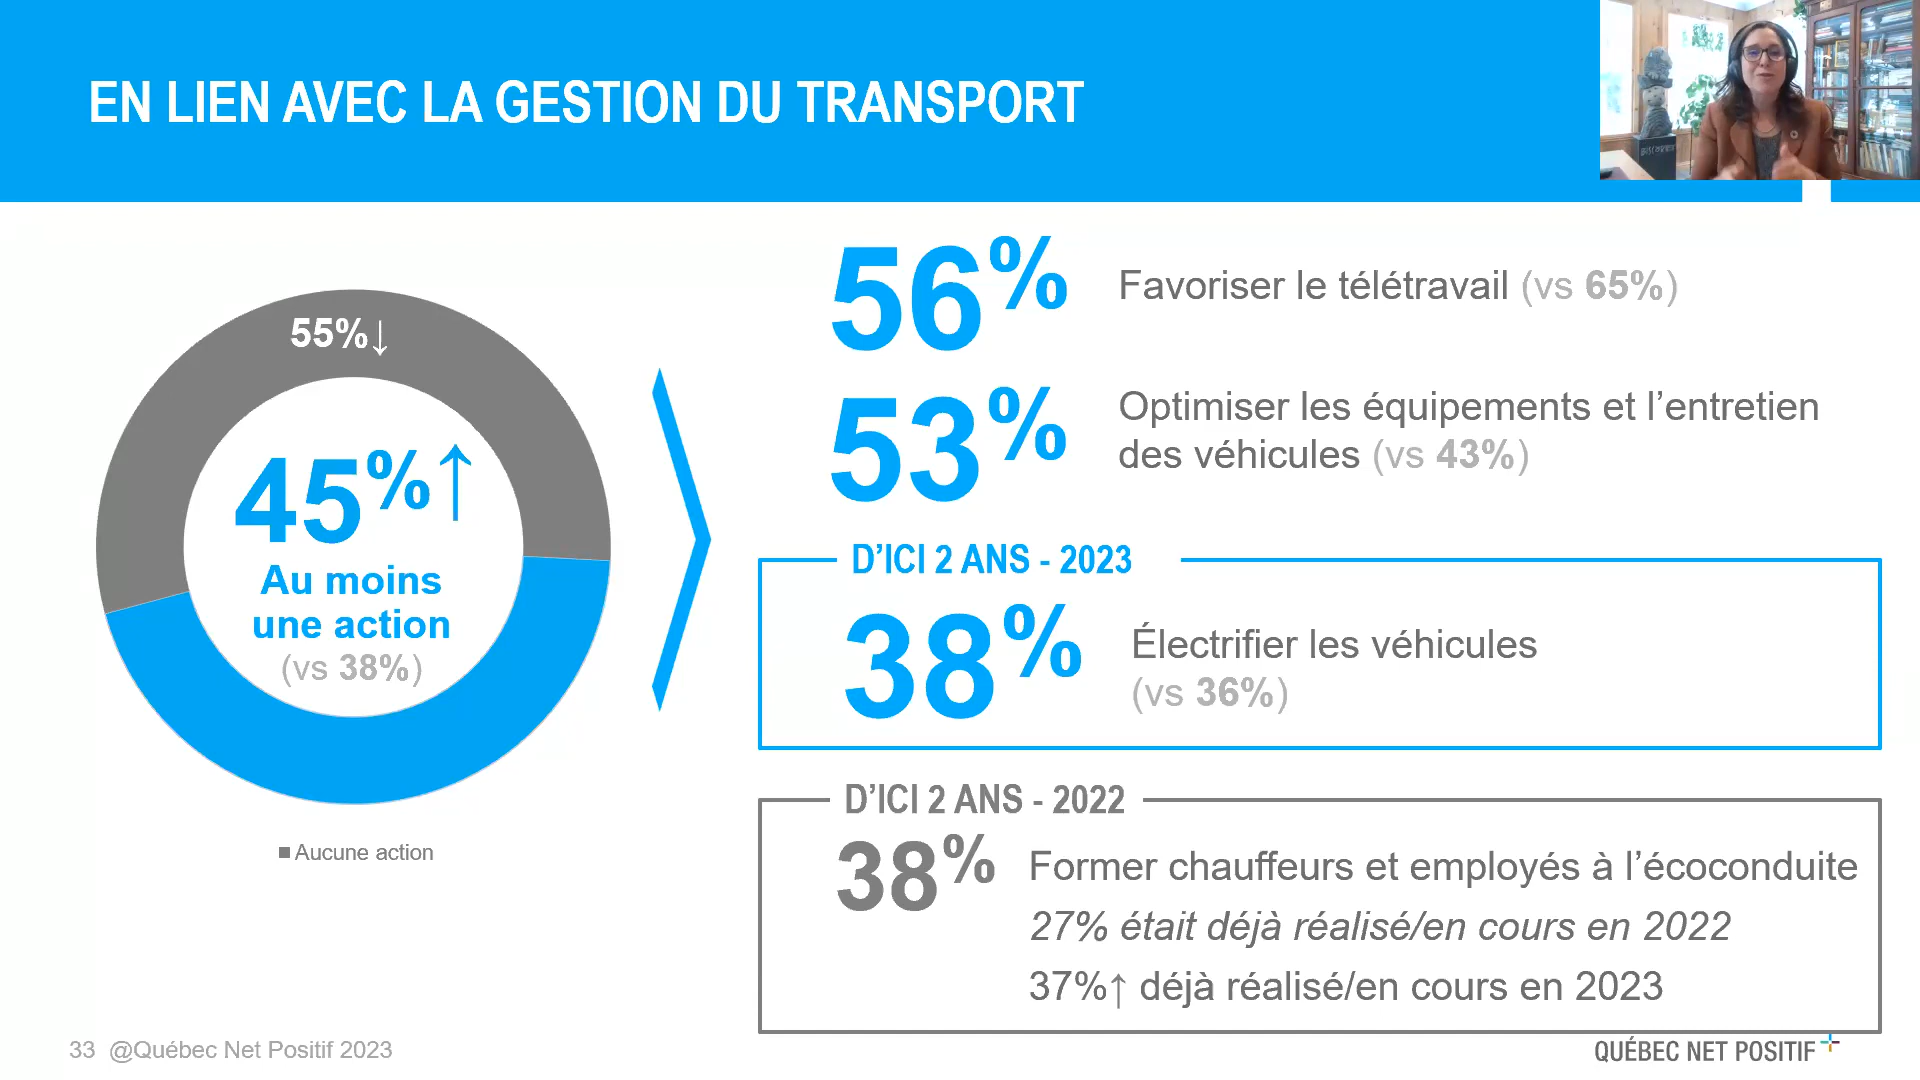 EN LIEN AVEC LA GESTION DU TRANSPORT
55%↓
45%↑
Au moins
une action
(vs 38%)
Aucune action
56% Favoriser le télétravail (vs 65%)
53% Optimiser les équipements et l’entretien
des véhicules (vs 43%)
D’ICI 2 ANS - 2023
38% Électrifier les véhicules
(vs 36%)
D’ICI 2 ANS - 2022
38% Former chauffeurs et employés à l’écoconduite
27% était déjà réalisé/en cours en 2022
37%↑ déjà réalisé/en cours en 2023
33 @Québec Net Positif 2023
QUÉBEC NET POSITIF